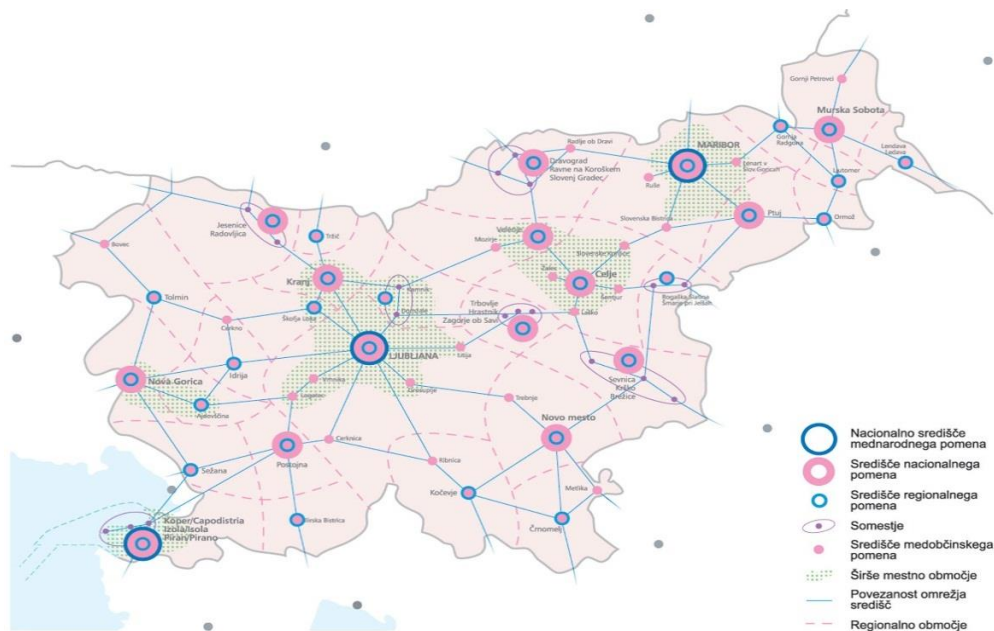 Gornji Petrovci
Murska Sobota
Gornja
Radgona
Lendava
Lendava
Ljutomer
Radlje ob Dravi
MARIBOR
Dravograd
Ravne na Koroškem
Slovenj Gradec
Lenart v
Slov. Goricah
Ruše
Ptuj
Ormož
Slovenska Bistrica
Jesenice
Radovljica
Tržič
Bovec
Velenje
Mozirje
Slovenske Konjice
Žalec
Celje
Šentjur
Rogaška Slatina
Šmarje pri Jelšah
Kranj
Kamnik
Domžale
Tolmin
Škofja Loka
Cerkno
Trbovlje
Hrastnik
Zagorje ob Savi
Laško
LJUBLJANA
Litija
Idrija
Nova Gorica
Vrhnika
Logatec
Ajdovščina
Grosuplje
Sevnica
Krško
Brežice
Trebnje
Novo mesto
Cerknica
Postojna
Ribnica
Sežana
Kočevje
Metlika
Ilirska Bistrica
Črnomelj
Koper/Capodistria
Izola/Isola
Piran/Pirano
Nacionalno središče
mednarodnega pomena
Središče nacionalnega
pomena
Središče regionalnega
pomena
Somestje
Središče medobčinskega
pomena
Širše mestno območje
Povezanost omrežja
središč
Regionalno območje